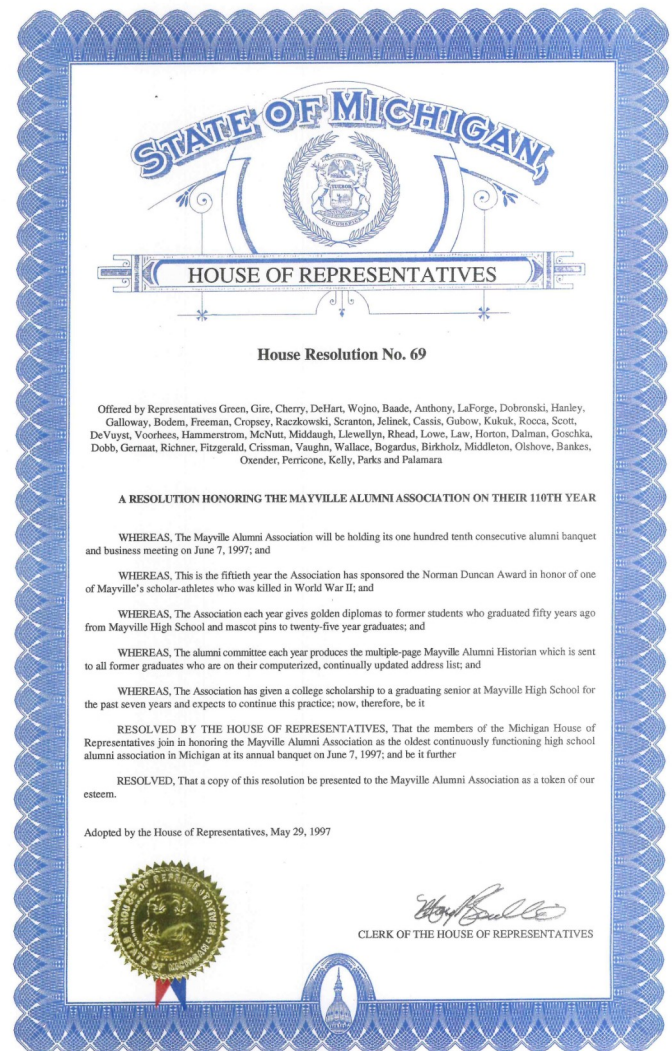 STATE OF MICHIGAN,
TUEBOR
CIRCUMSPICE
HOUSE OF REPRESENTATIVES
House Resolution No. 69
Offered by Representatives Green, Gire, Cherry, DeHart, Wojno, Baade, Anthony, LaForge, Dobronski, Hanley,
Galloway, Bodem, Freeman, Cropsey, Raczkowski, Scranton, Jelinek, Cassis, Gubow, Kukuk, Rocca, Scott,
DeVuyst, Voorhees, Hammerstrom, McNutt, Middaugh, Llewellyn, Rhead, Lowe, Law, Horton, Dalman, Goschka,
Dobb, Gernaat, Richner, Fitzgerald, Crissman, Vaughn, Wallace, Bogardus, Birkholz, Middleton, Olshove, Bankes,
Oxender, Perricone, Kelly, Parks and Palamara
A RESOLUTION HONORING THE MAYVILLE ALUMNI ASSOCIATION ON THEIR 110TH YEAR
WHEREAS, The Mayville Alumni Association will be holding its one hundred tenth consecutive alumni banquet
and business meeting on June 7, 1997; and
WHEREAS, This is the fiftieth year the Association has sponsored the Norman Duncan Award in honor of one
of Mayville's scholar-athletes who was killed in World War II; and
WHEREAS, The Association each year gives golden diplomas to former students who graduated fifty years ago
from Mayville High School and mascot pins to twenty-five year graduates; and
WHEREAS, The alumni committee each year produces the multiple-page Mayville Alumni Historian which is sent
to all former graduates who are on their computerized, continually updated address list; and
WHEREAS, The Association has given a college scholarship to a graduating senior at Mayville High School for
the past seven years and expects to continue this practice; now, therefore, be it
RESOLVED BY THE HOUSE OF REPRESENTATIVES, That the members of the Michigan House of
Representatives join in honoring the Mayville Alumni Association as the oldest continuously functioning high school
alumni association in Michigan at its annual banquet on June 7, 1997; and be it further
RESOLVED, That a copy of this resolution be presented to the Mayville Alumni Association as a token of our
esteem.
Adopted by the House of Representatives, May 29, 1997
HOUSE OF REPRESENTATIVES
STATE OF MICHIGAN
CLERK OF THE HOUSE OF REPRESENTATIVES